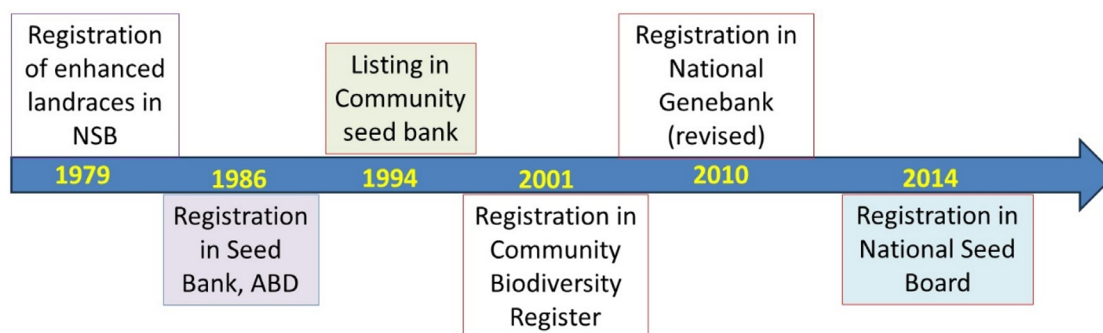 Registration
of enhanced
landraces in
NSB
Listing in
Community
seed bank
Registration in
National
Genebank
(revised)
1979
1986
1994
2001
2010
2014
Registration
in Seed
Bank, ABD
Registration in
Community
Biodiversity
Register
Registration in
National Seed
Board